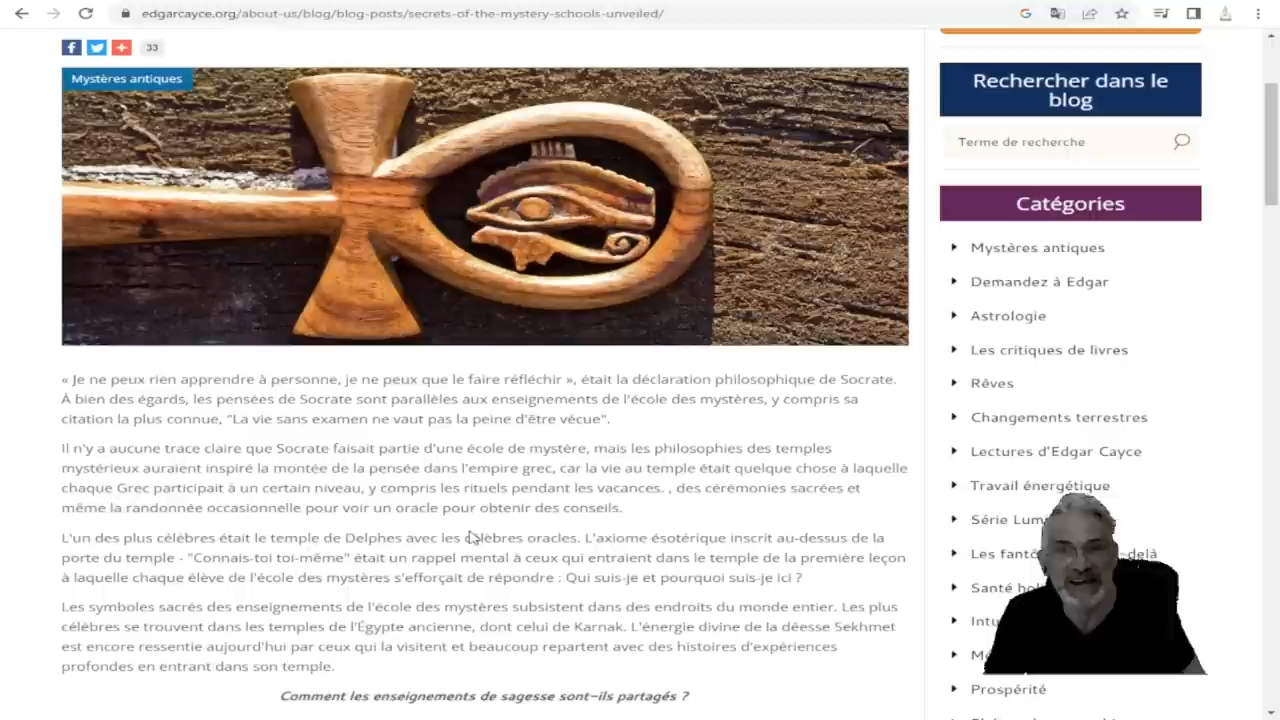 edgarcayce.org/about-us/blog/blog-posts/secrets-of-the-mystery-schools-unveiled/
33
Mystères antiques
« Je ne peux rien apprendre à personne, je ne peux que le faire réfléchir », était la déclaration philosophique de Socrate.
À bien des égards, les pensées de Socrate sont parallèles aux enseignements de l'école des mystères, y compris sa
citation la plus connue, "La vie sans examen ne vaut pas la peine d'être vécue".
Il n'y a aucune trace claire que Socrate faisait partie d'une école de mystère, mais les philosophies des temples
mystérieux auraient inspiré la montée de la pensée dans l'empire grec, car la vie au temple était quelque chose à laquelle
chaque Grec participait à un certain niveau, y compris les rituels pendant les vacances. , des cérémonies sacrées et
même la randonnée occasionnelle pour voir un oracle pour obtenir des conseils.
L'un des plus célèbres était le temple de Delphes avec les célèbres oracles. L'axiome ésotérique inscrit au-dessus de la
porte du temple - "Connais-toi toi-même" était un rappel mental à ceux qui entraient dans le temple de la première leçon
à laquelle chaque élève de l'école des mystères s'efforçait de répondre : Qui suis-je et pourquoi suis-je ici ?
Les symboles sacrés des enseignements de l'école des mystères subsistent dans des endroits du monde entier. Les plus
célèbres se trouvent dans les temples de l'Égypte ancienne, dont celui de Karnak. L'énergie divine de la déesse Sekhmet
est encore ressentie aujourd'hui par ceux qui la visitent et beaucoup repartent avec des histoires d'expériences
profondes en entrant dans son temple.
Comment les enseignements de sagesse sont-ils partagés ?
Rechercher dans le
blog
Terme de recherche
Catégories
Mystères antiques
Demandez à Edgar
Astrologie
Les critiques de livres
Rêves
Changements terrestres
Lectures d'Edgar Cayce
Travail énergétique
Série
Les
Santé
Prospérité